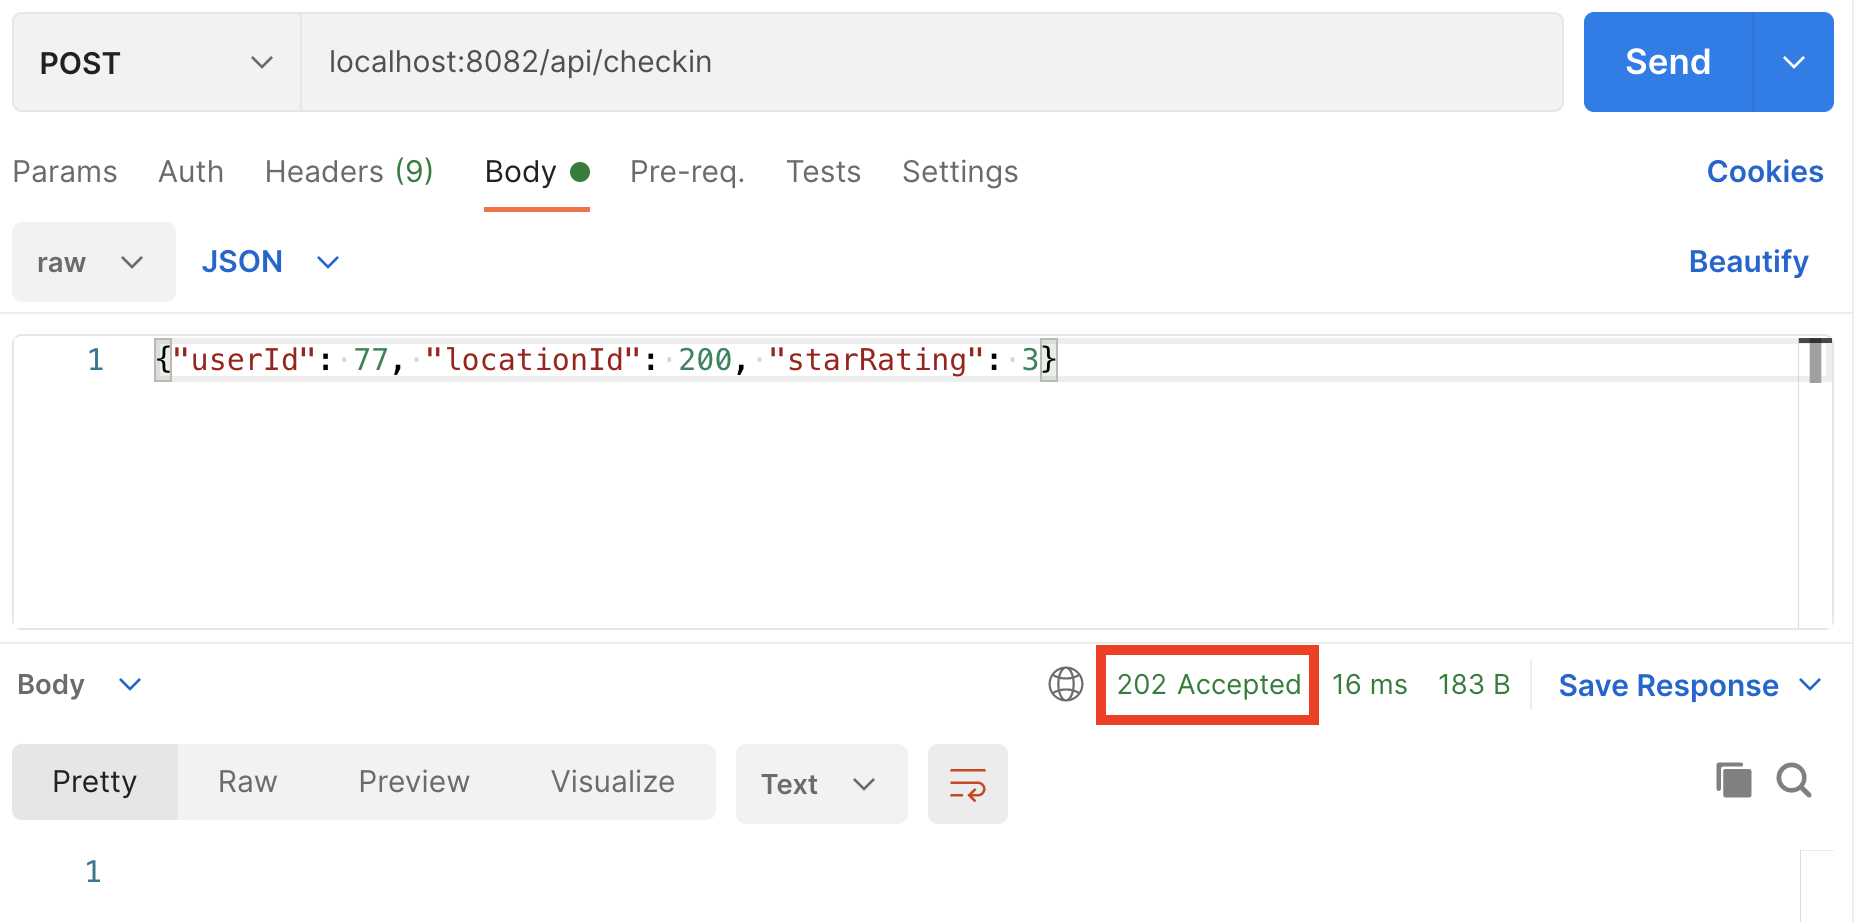 POST localhost:8082/api/checkin Send
Params Auth Headers (9) Body Pre-req. Tests Settings Cookies
raw JSON Beautify
1 {"userId": 77, "locationId": 200, "starRating": 3}
Body 202 Accepted 16 ms 183 B Save Response
Pretty Raw Preview Visualize Text
1